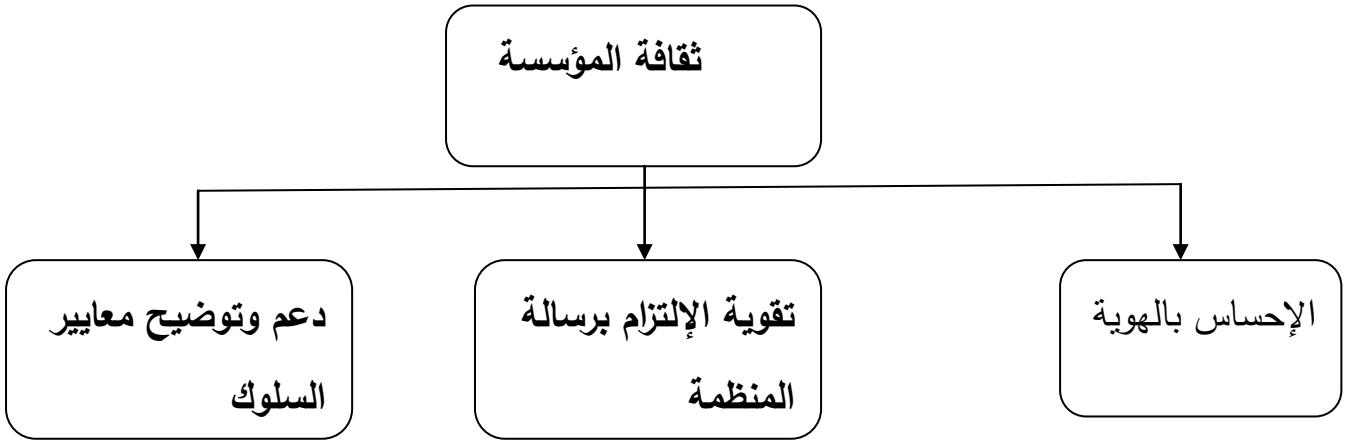 ثقافة المؤسسة
الإحساس بالهوية
تقوية الإلتزام برسالة
المنظمة
دعم وتوضيح معايير
السلوك